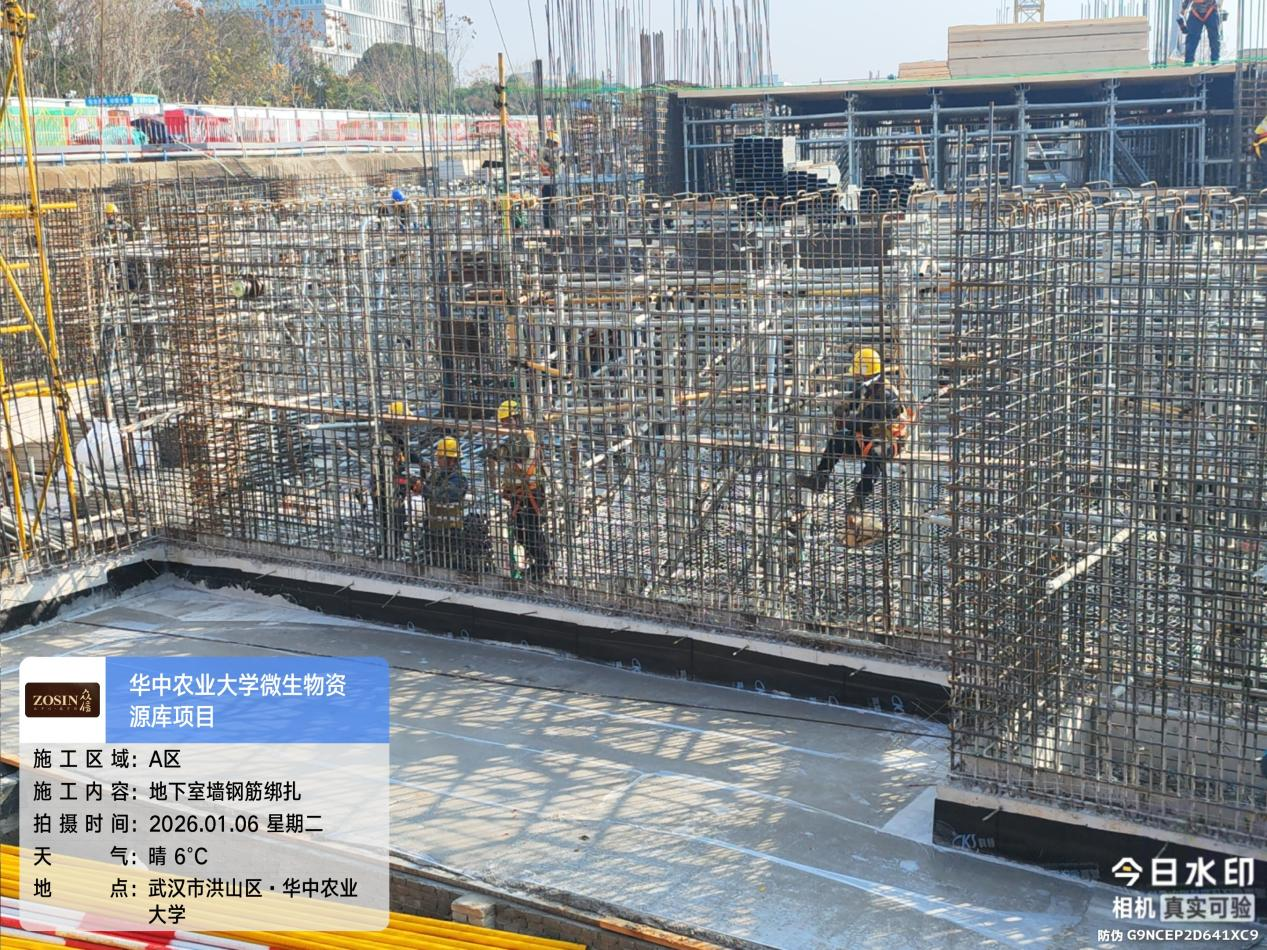 华中农业大学微生物资
源库项目
ZOSIN众信
施工区域：A区
施工内容：地下室墙钢筋绑扎
拍摄时间：2026.01.06 星期二
天气：晴 6℃
地点：武汉市洪山区·华中农业
大学
CKS
今日水印
相机 真实可验
防伪 G9NCEP2D641XC9